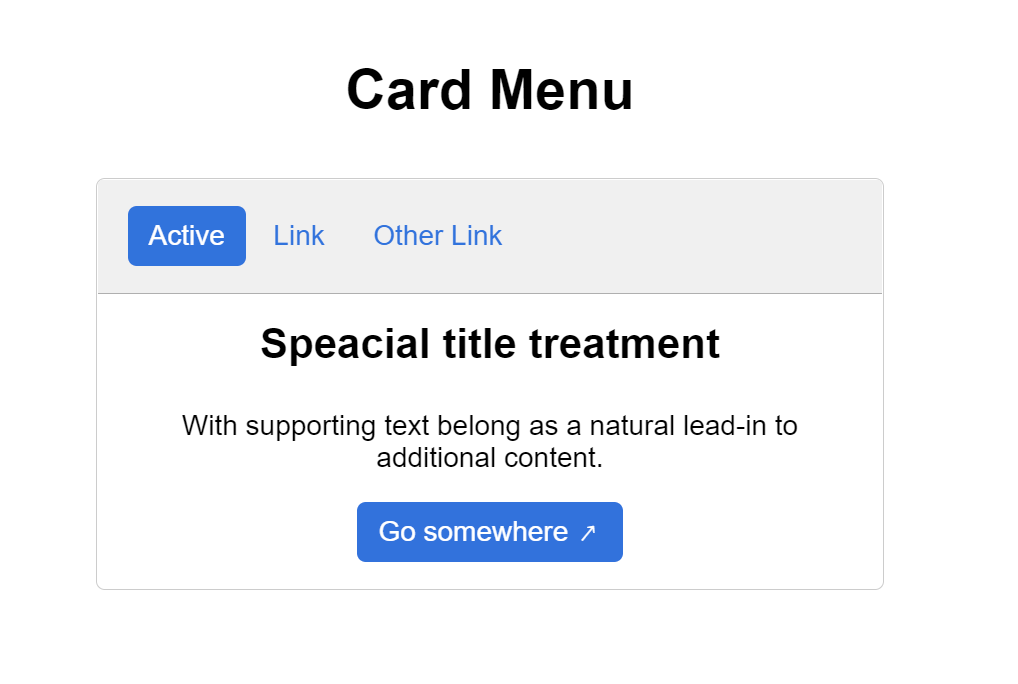 Card Menu
Active Link Other Link
Speacial title treatment
With supporting text belong as a natural lead-in to
additional content.
Go somewhere ↗